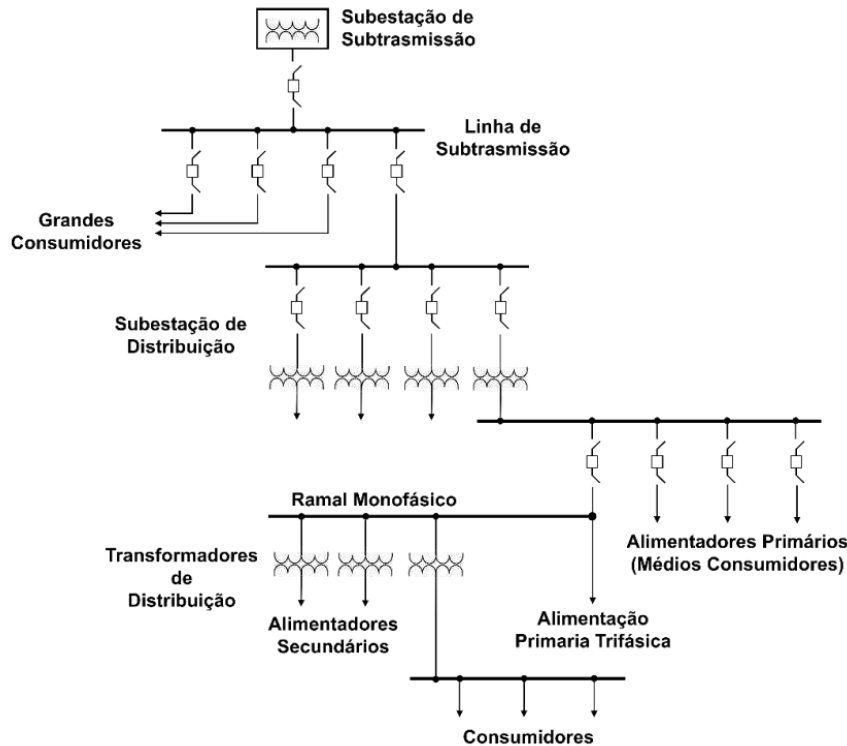 Subestação de
Subtrasmissão
Linha de
Subtrasmissão
Grandes
Consumidores
Subestação de
Distribuição
Ramal Monofásico
Transformadores
de
Distribuição
Alimentadores Primários
(Médios Consumidores)
Alimentadores
Secundários
Alimentação
Primaria Trifásica
Consumidores